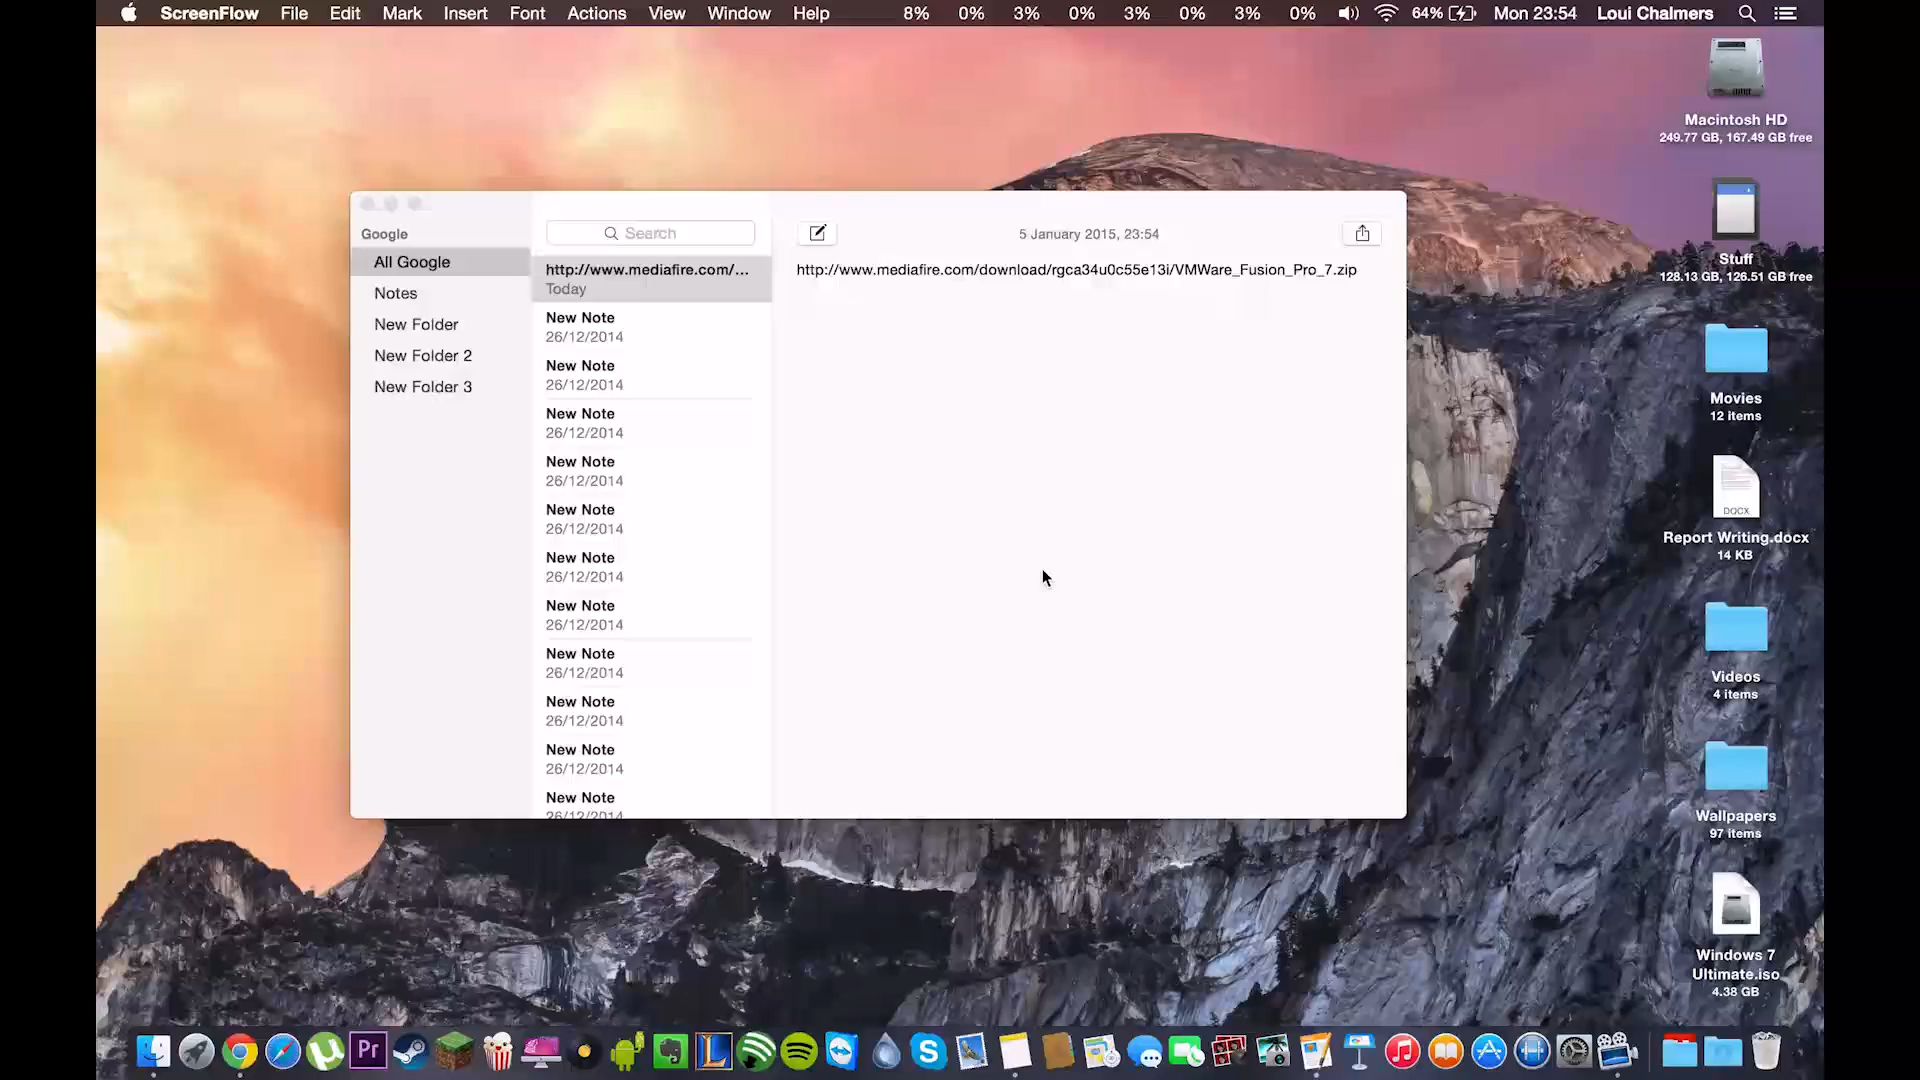 ScreenFlow File Edit Mark Insert Font Actions View Window Help 8% 0% 3% 0% 3% 0% 3% 0% 64% Mon 23:54 Loui Chalmers
Macintosh HD
249.77 GB, 167.49 GB free
Stuff
128.13 GB, 126.51 GB free
Movies
12 items
DOCX
Report Writing.docx
14 KB
Videos
4 items
Wallpapers
97 items
Windows 7
Ultimate.iso
4.38 GB
Google
All Google
Notes
New Folder
New Folder 2
New Folder 3
Search
http://www.mediafire.com/...
Today
New Note
26/12/2014
New Note
26/12/2014
New Note
26/12/2014
New Note
26/12/2014
New Note
26/12/2014
New Note
26/12/2014
New Note
26/12/2014
New Note
26/12/2014
New Note
26/12/2014
New Note
26/12/2014
New Note
26/12/2014
5 January 2015, 23:54
http://www.mediafire.com/download/rgca34u0c55e13i/VMWare_Fusion_Pro_7.zip
Pr
L
S